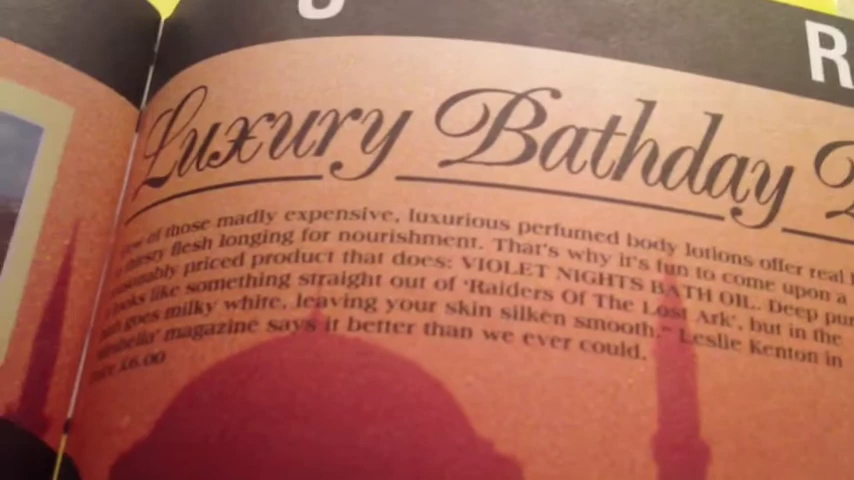 R
Luxury Bathday
of those madly expensive, luxurious perfumed body lotions offer real
thirsty flesh longing for nourishment. That's why it's fun to come upon a
priced product that does: VIOLET NIGHTS BATH OIL. Deep
looks like something straight out of 'Raiders Of The Lost Ark', but in the
goes milky white, leaving your skin silken smooth." Leslie Kenton in
magazine says it better than we ever could.
£6.00